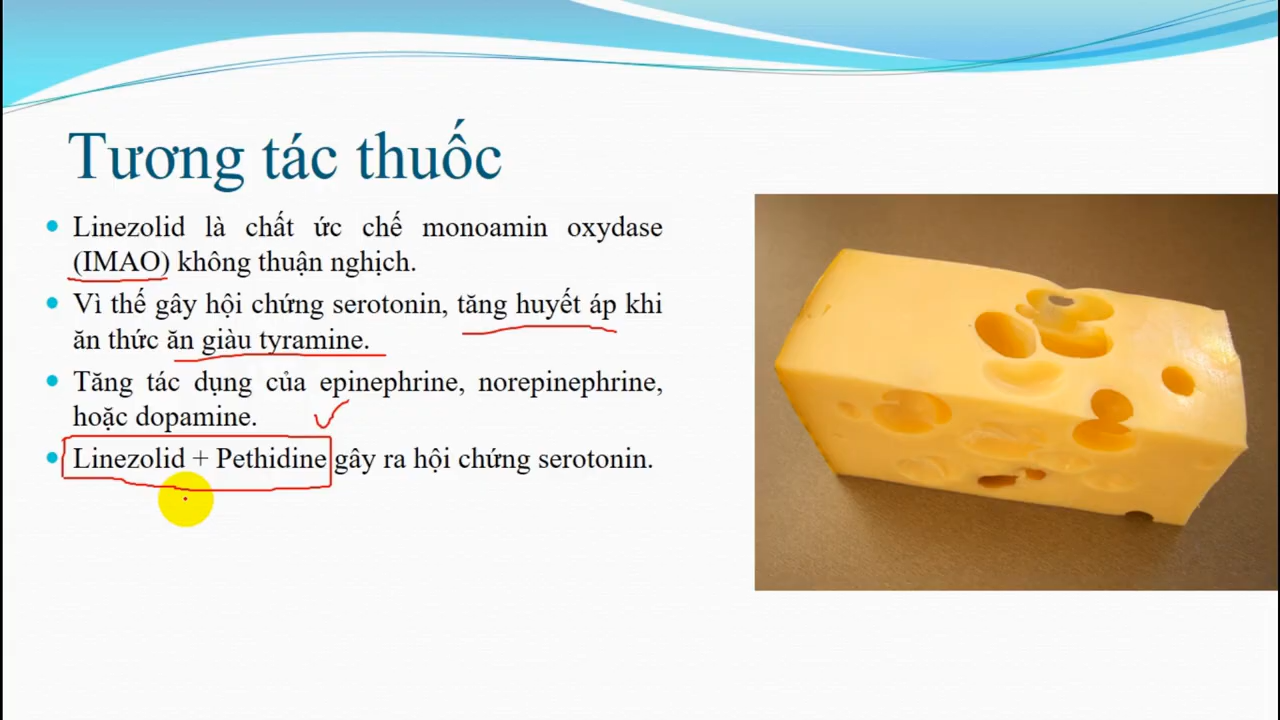 Tương tác thuốc
Linezolid là chất ức chế monoamin oxydase
(IMAO) không thuận nghịch.
Vì thế gây hội chứng serotonin, tăng huyết áp khi
ăn thức ăn giàu tyramine.
Tăng tác dụng của epinephrine, norepinephrine,
hoặc dopamine.
Linezolid + Pethidine gây ra hội chứng serotonin.